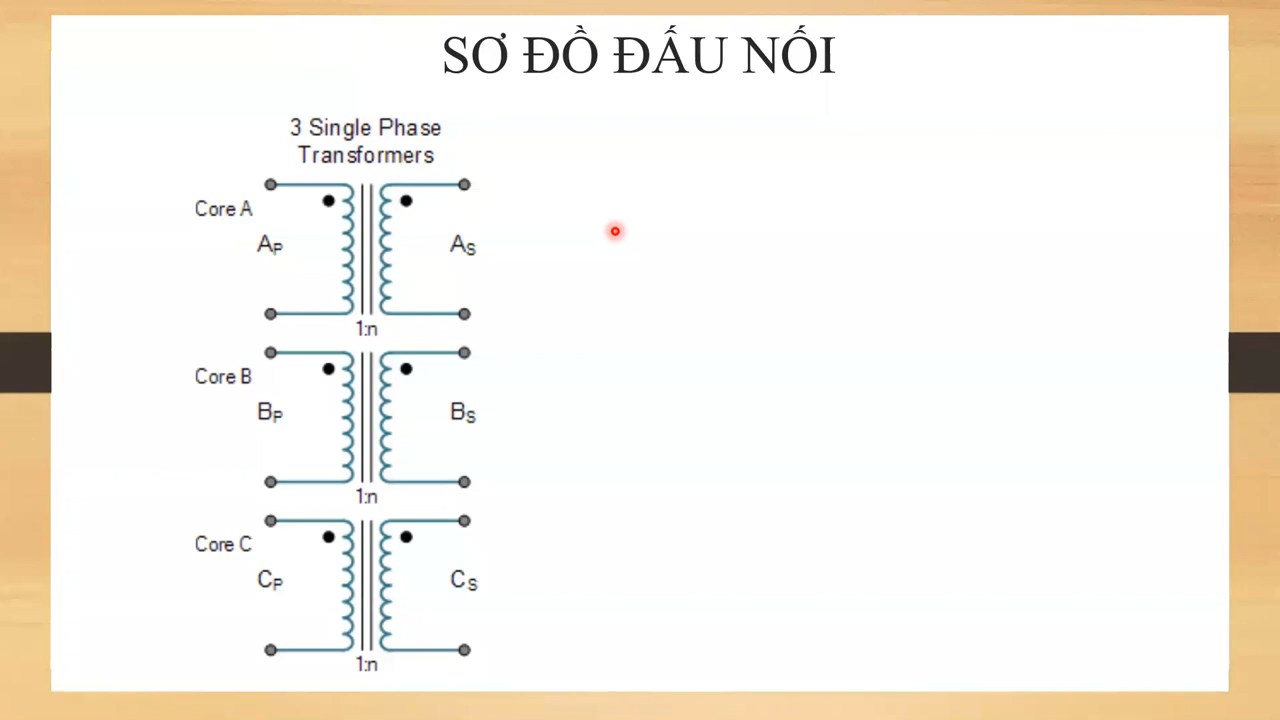 SƠ ĐỒ ĐẤU NỐI
3 Single Phase
Transformers
Core A
AP
AS
1:n
Core B
BP
BS
1:n
Core C
CP
CS
1:n